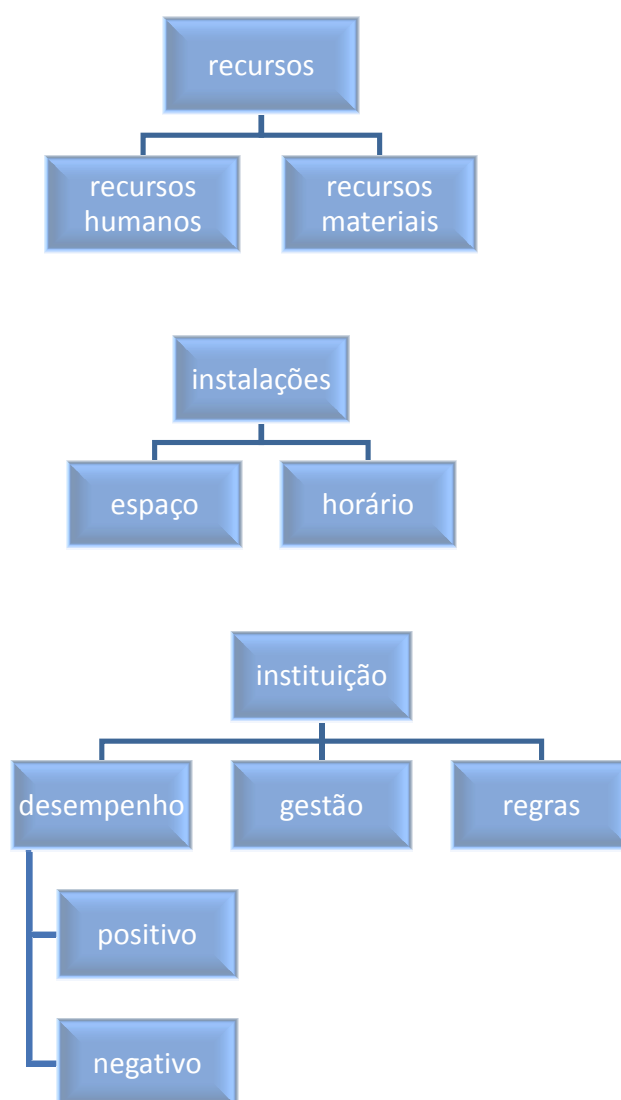 recursos
recursos
humanos
recursos
materiais
instalações
espaço
horário
instituição
desempenho
gestão
regras
positivo
negativo